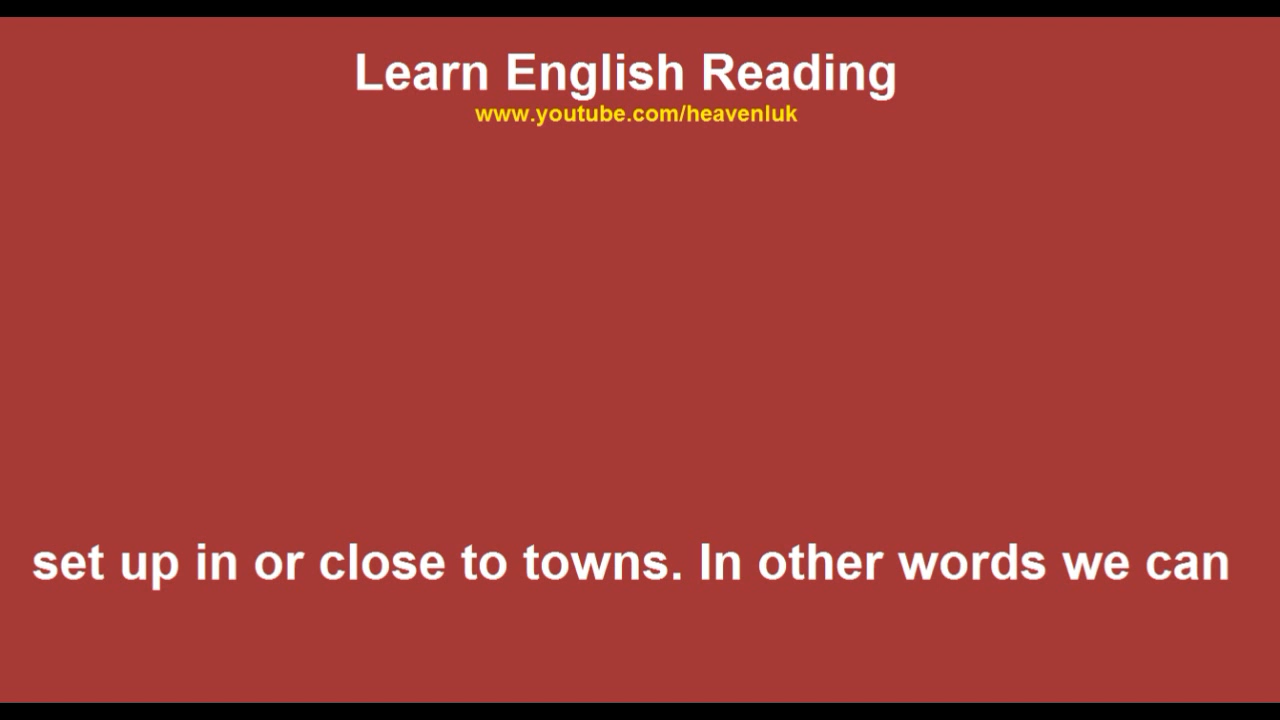 Learn English Reading
www.youtube.com/heavenluk
set up in or close to towns. In other words we can